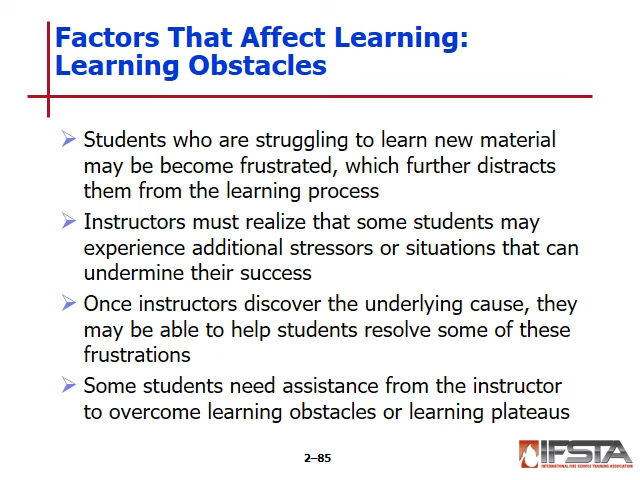 Factors That Affect Learning:
Learning Obstacles
Students who are struggling to learn new material
may be become frustrated, which further distracts
them from the learning process
Instructors must realize that some students may
experience additional stressors or situations that can
undermine their success
Once instructors discover the underlying cause, they
may be able to help students resolve some of these
frustrations
Some students need assistance from the instructor
to overcome learning obstacles or learning plateaus
2–85
IFSTA
INTERNATIONAL FIRE SERVICE TRAINING ASSOCIATION